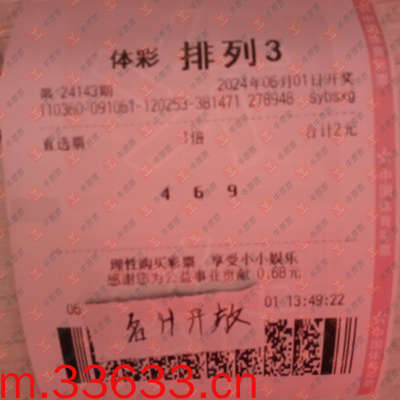 体彩 排列3
第 24143期 2024年06月01日开奖
110360-091061-120253-381471 278948 sybsxg
直选票 1倍 合计2元
4 6 9
理性购买彩票 享受小小娱乐
感谢您为公益事业贡献 0.68元
06 01 13:49:22
m.33633.cn